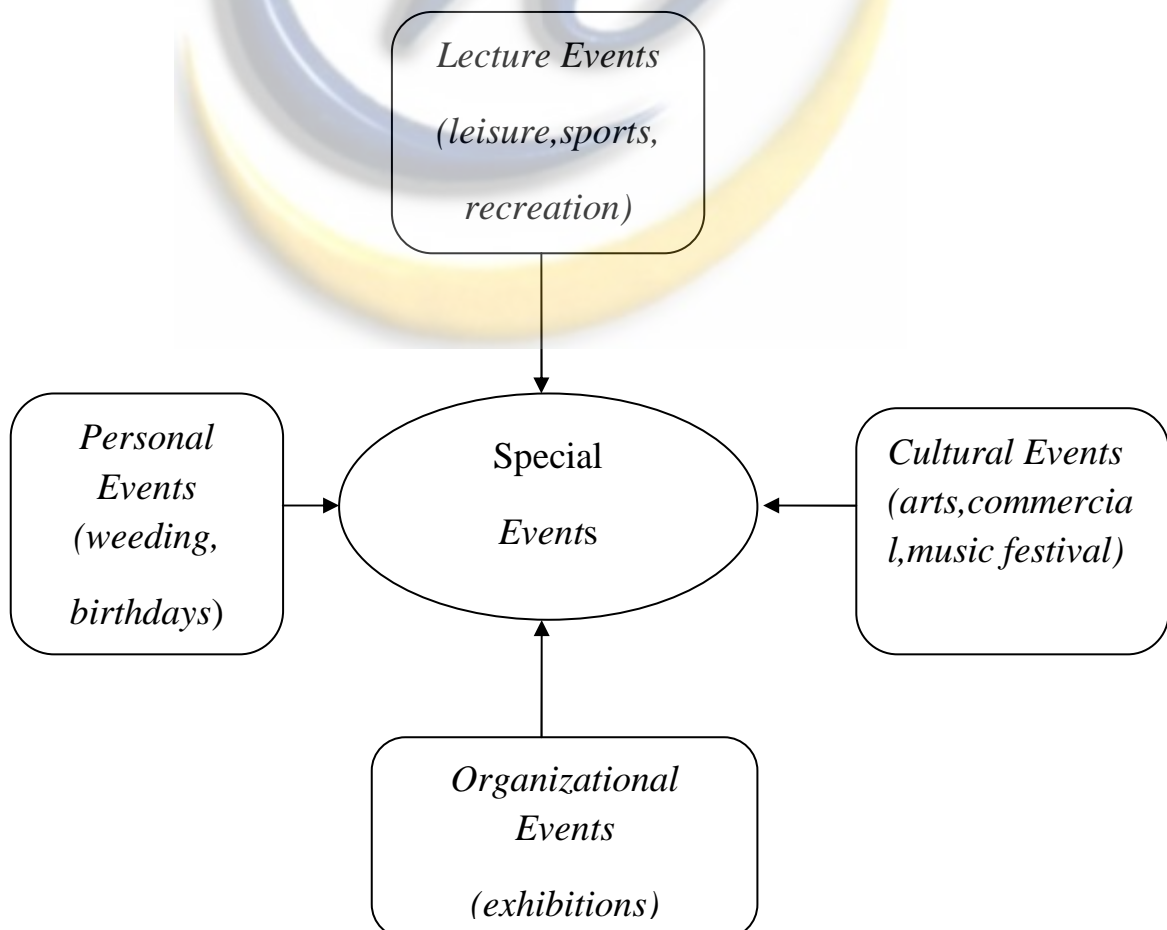 Lecture Events
(leisure,sports,
recreation)
Personal
Events
(weeding,
birthdays)
Special
Events
Cultural Events
(arts,commercia
l,music festival)
Organizational
Events
(exhibitions)